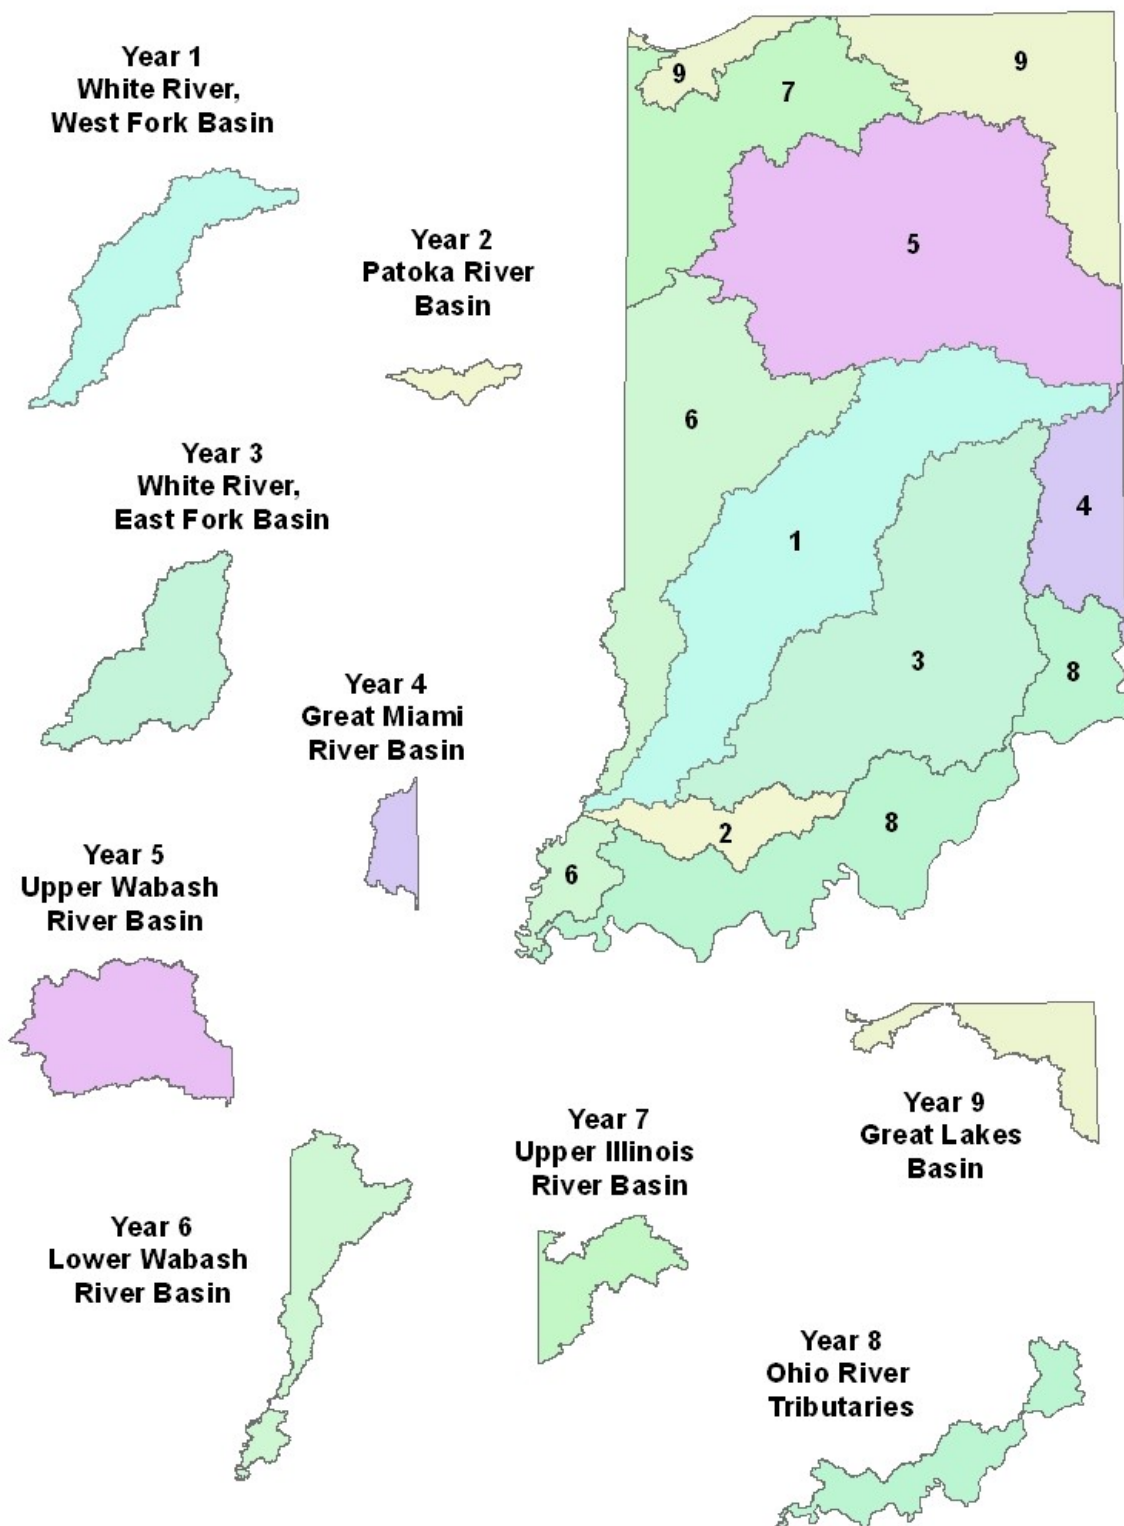 Year 1
White River,
West Fork Basin
Year 2
Patoka River
Basin
Year 3
White River,
East Fork Basin
Year 4
Great Miami
River Basin
Year 5
Upper Wabash
River Basin
Year 6
Lower Wabash
River Basin
Year 7
Upper Illinois
River Basin
Year 8
Ohio River
Tributaries
Year 9
Great Lakes
Basin
9
7
9
5
6
1
4
3
8
2
8
6